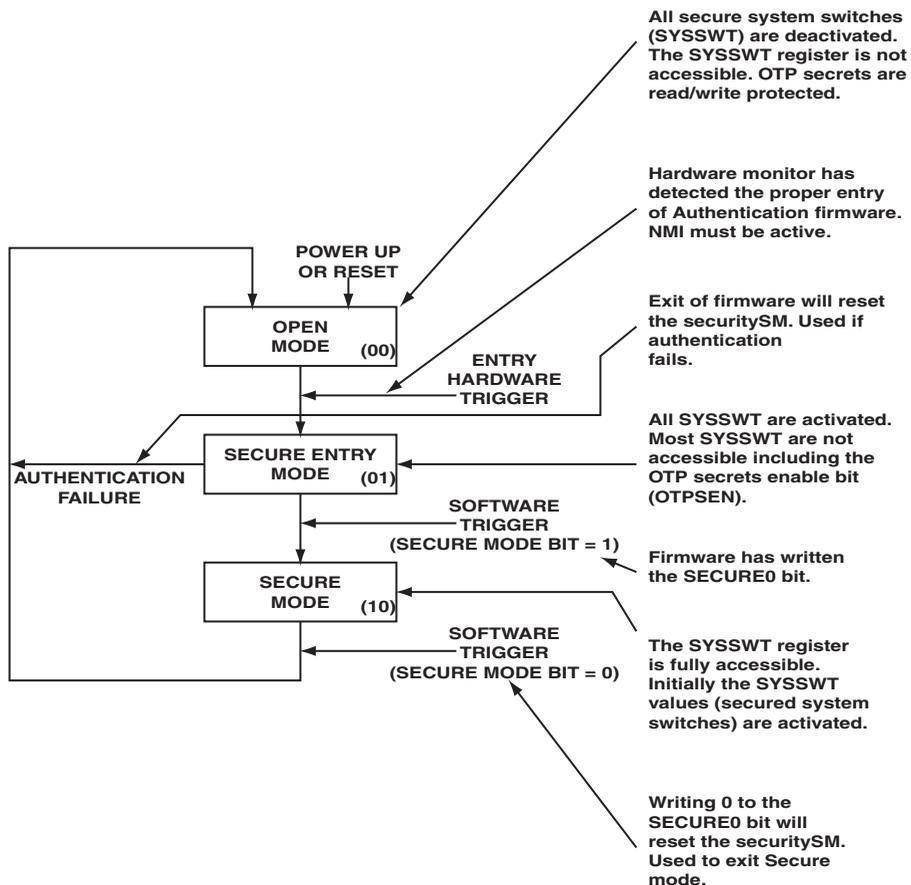 All secure system switches
(SYSSWT) are deactivated.
The SYSSWT register is not
accessible. OTP secrets are
read/write protected.
Hardware monitor has
detected the proper entry
of Authentication firmware.
NMI must be active.
POWER UP
OR RESET
Exit of firmware will reset
the securitySM. Used if
authentication
fails.
OPEN
MODE
(00)
ENTRY
HARDWARE
TRIGGER
All SYSSWT are activated.
Most SYSSWT are not
accessible including the
OTP secrets enable bit
(OTPSEN).
SECURE ENTRY
MODE
(01)
AUTHENTICATION
FAILURE
SOFTWARE
TRIGGER
(SECURE MODE BIT = 1)
Firmware has written
the SECURE0 bit.
SECURE
MODE
(10)
SOFTWARE
TRIGGER
(SECURE MODE BIT = 0)
The SYSSWT register
is fully accessible.
Initially the SYSSWT
values (secured system
switches) are activated.
Writing 0 to the
SECURE0 bit will
reset the securitySM.
Used to exit Secure
mode.